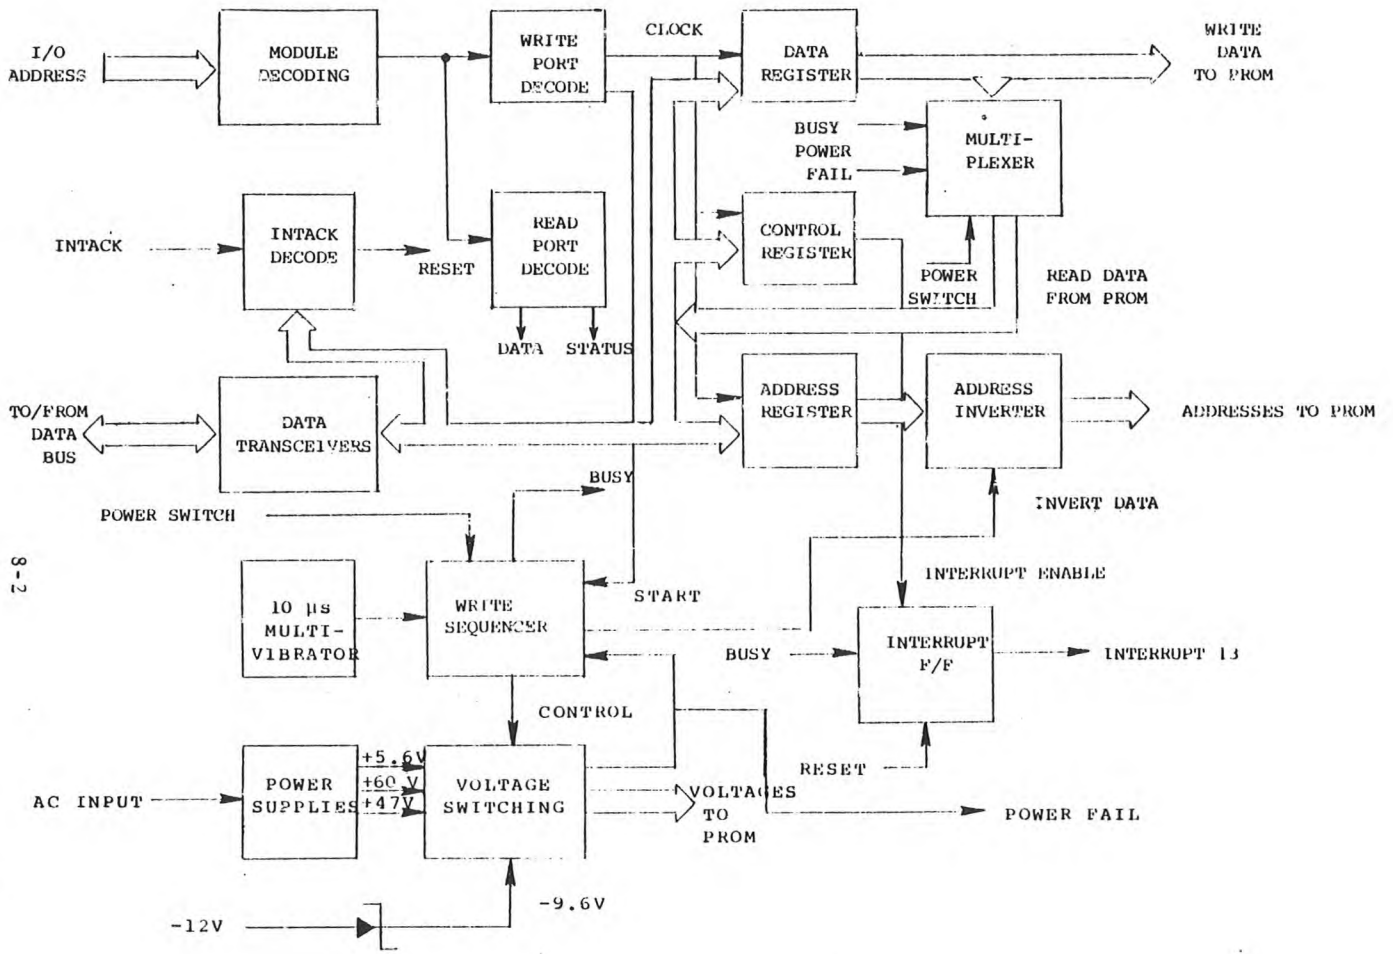 I/O
ADDRESS
MODULE
DECODING
WRITE
PORT
DECODE
CLOCK
DATA
REGISTER
WRITE
DATA
TO PROM
BUSY
POWER
FAIL
MULTI-
PLEXER
INTACK
INTACK
DECODE
RESET
READ
PORT
DECODE
CONTROL
REGISTER
POWER
SWITCH
READ DATA
FROM PROM
DATA
STATUS
TO/FROM
DATA
BUS
DATA
TRANSCEIVERS
ADDRESS
REGISTER
ADDRESS
INVERTER
ADDRESSES TO PROM
BUSY
POWER SWITCH
INVERT DATA
8-2
10 µs
MULTI-
VIBRATOR
WRITE
SEQUENCER
START
INTERRUPT ENABLE
BUSY
INTERRUPT
F/F
INTERRUPT 13
CONTROL
RESET
AC INPUT
POWER
SUPPLIES
+5.6V
+60 V
+47V
VOLTAGE
SWITCHING
VOLTAGES
TO
PROM
POWER FAIL
-12V
-9.6V